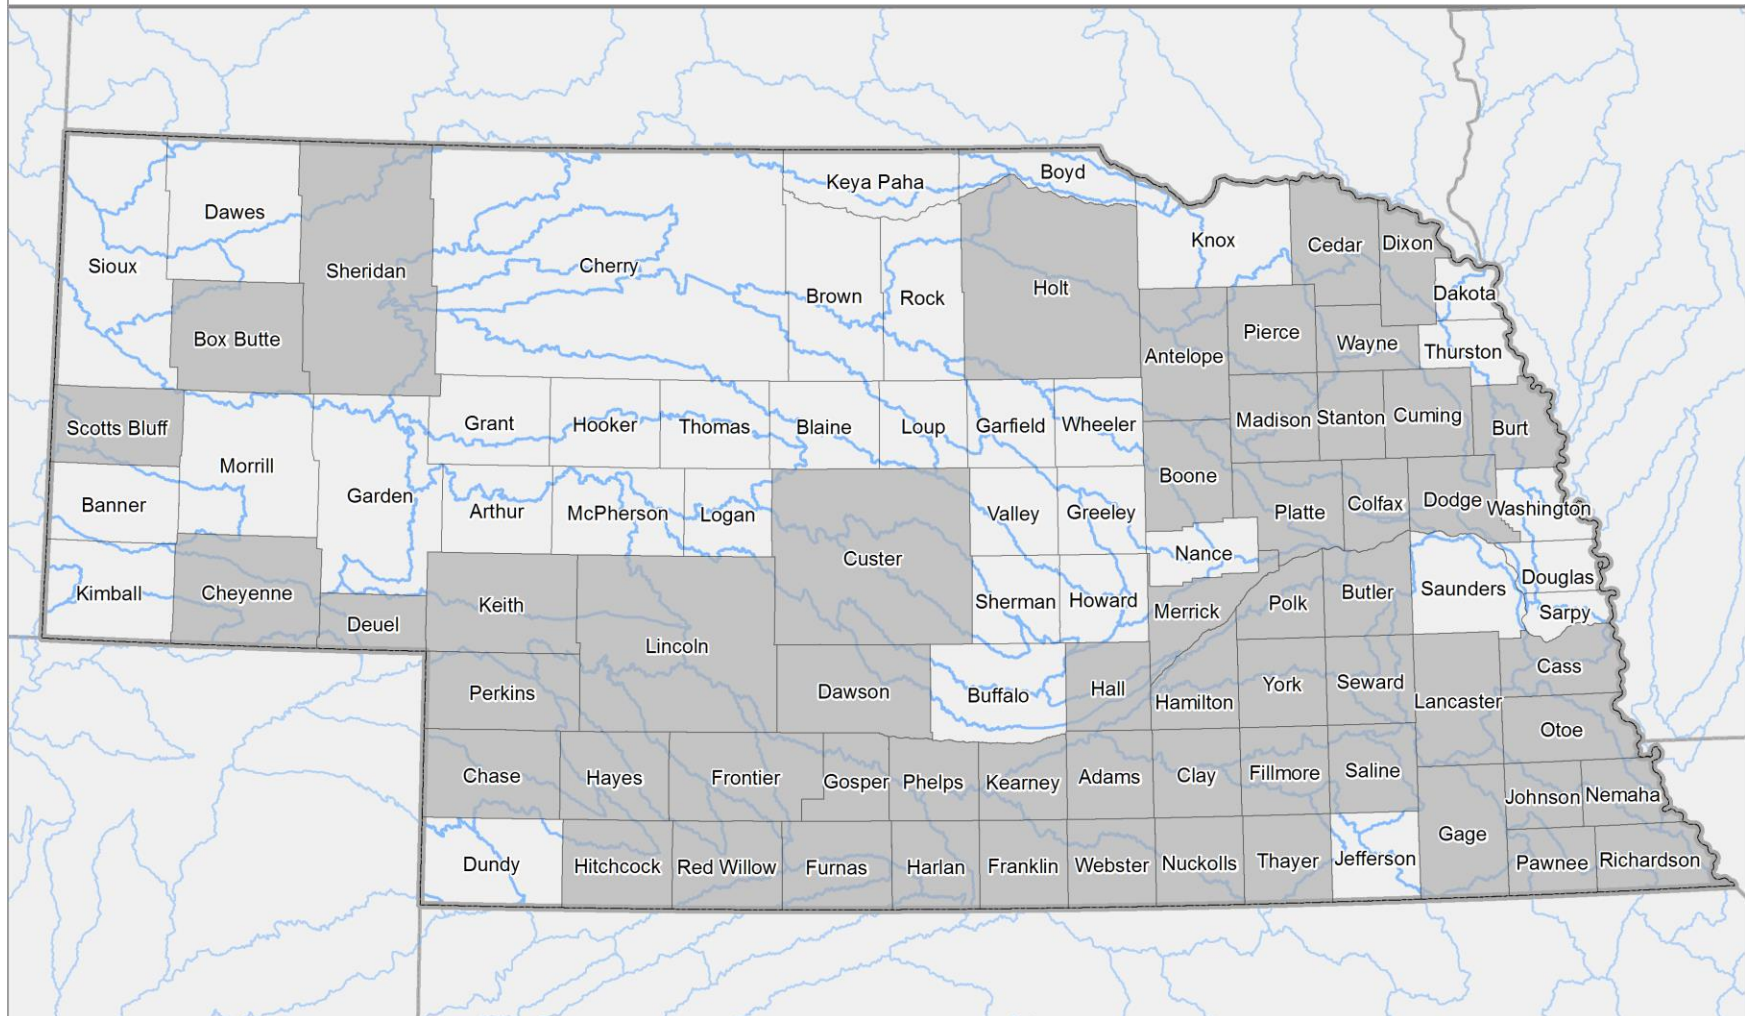 Boyd
Keya Paha
Dawes
Knox
Cedar
Dixon
Sioux
Cherry
Sheridan
Holt
Dakota
Brown
Rock
Box Butte
Pierce
Wayne
Thurston
Antelope
Scotts Bluff
Grant
Hooker
Thomas
Blaine
Loup
Garfield
Wheeler
Madison
Stanton
Cuming
Burt
Morrill
Boone
Garden
Banner
Arthur
McPherson
Logan
Valley
Greeley
Platte
Colfax
Dodge
Washington
Nance
Custer
Kimball
Cheyenne
Keith
Sherman
Howard
Merrick
Polk
Butler
Saunders
Douglas
Sarpy
Deuel
Lincoln
Perkins
Dawson
Buffalo
Hall
Hamilton
York
Seward
Lancaster
Cass
Otoe
Chase
Hayes
Frontier
Gosper
Phelps
Kearney
Adams
Clay
Fillmore
Saline
Johnson
Nemaha
Gage
Dundy
Hitchcock
Red Willow
Furnas
Harlan
Franklin
Webster
Nuckolls
Thayer
Jefferson
Pawnee
Richardson